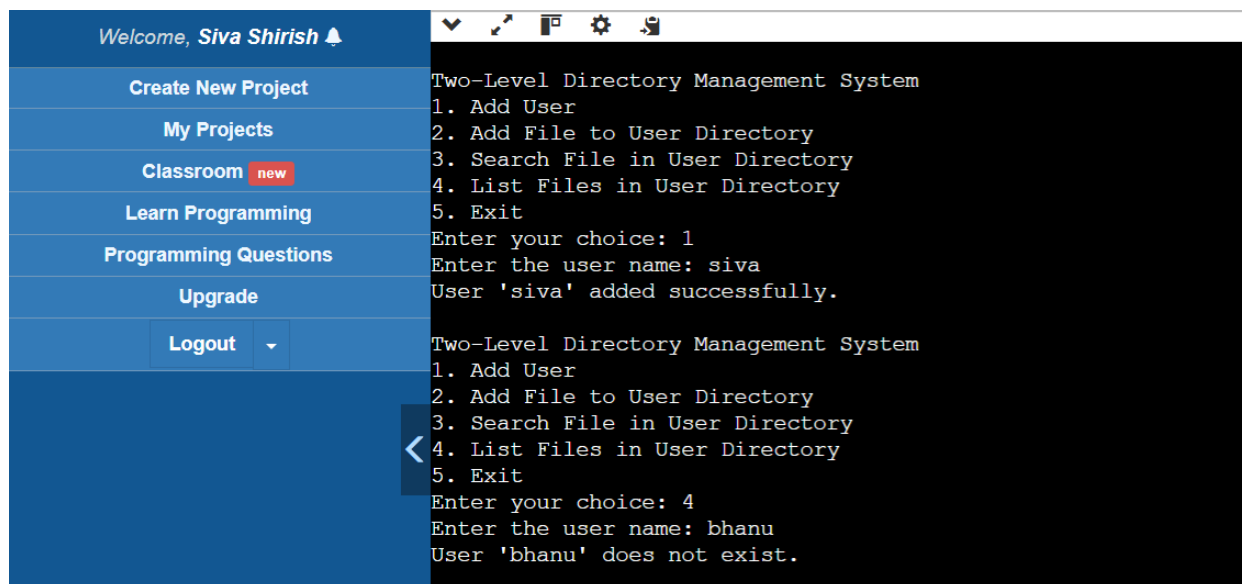 Welcome, Siva Shirish
Create New Project
My Projects
Classroom new
Learn Programming
Programming Questions
Upgrade
Logout
Two-Level Directory Management System
1. Add User
2. Add File to User Directory
3. Search File in User Directory
4. List Files in User Directory
5. Exit
Enter your choice: 1
Enter the user name: siva
User 'siva' added successfully.
Two-Level Directory Management System
1. Add User
2. Add File to User Directory
3. Search File in User Directory
4. List Files in User Directory
5. Exit
Enter your choice: 4
Enter the user name: bhanu
User 'bhanu' does not exist.